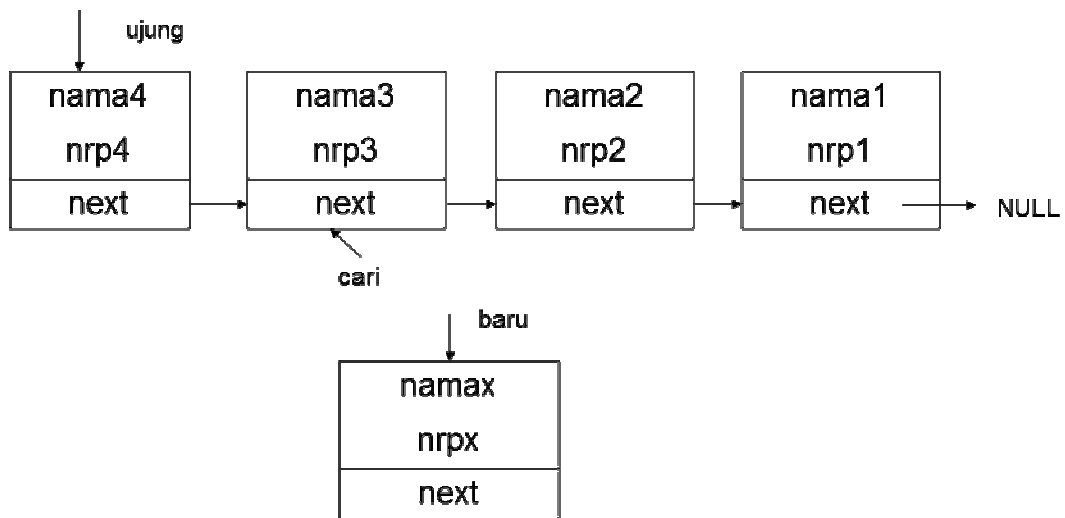 ujung
nama4 nama3 nama2 nama1
nrp4 nrp3 nrp2 nrp1
next next next next NULL
cari
baru
namax
nrpx
next